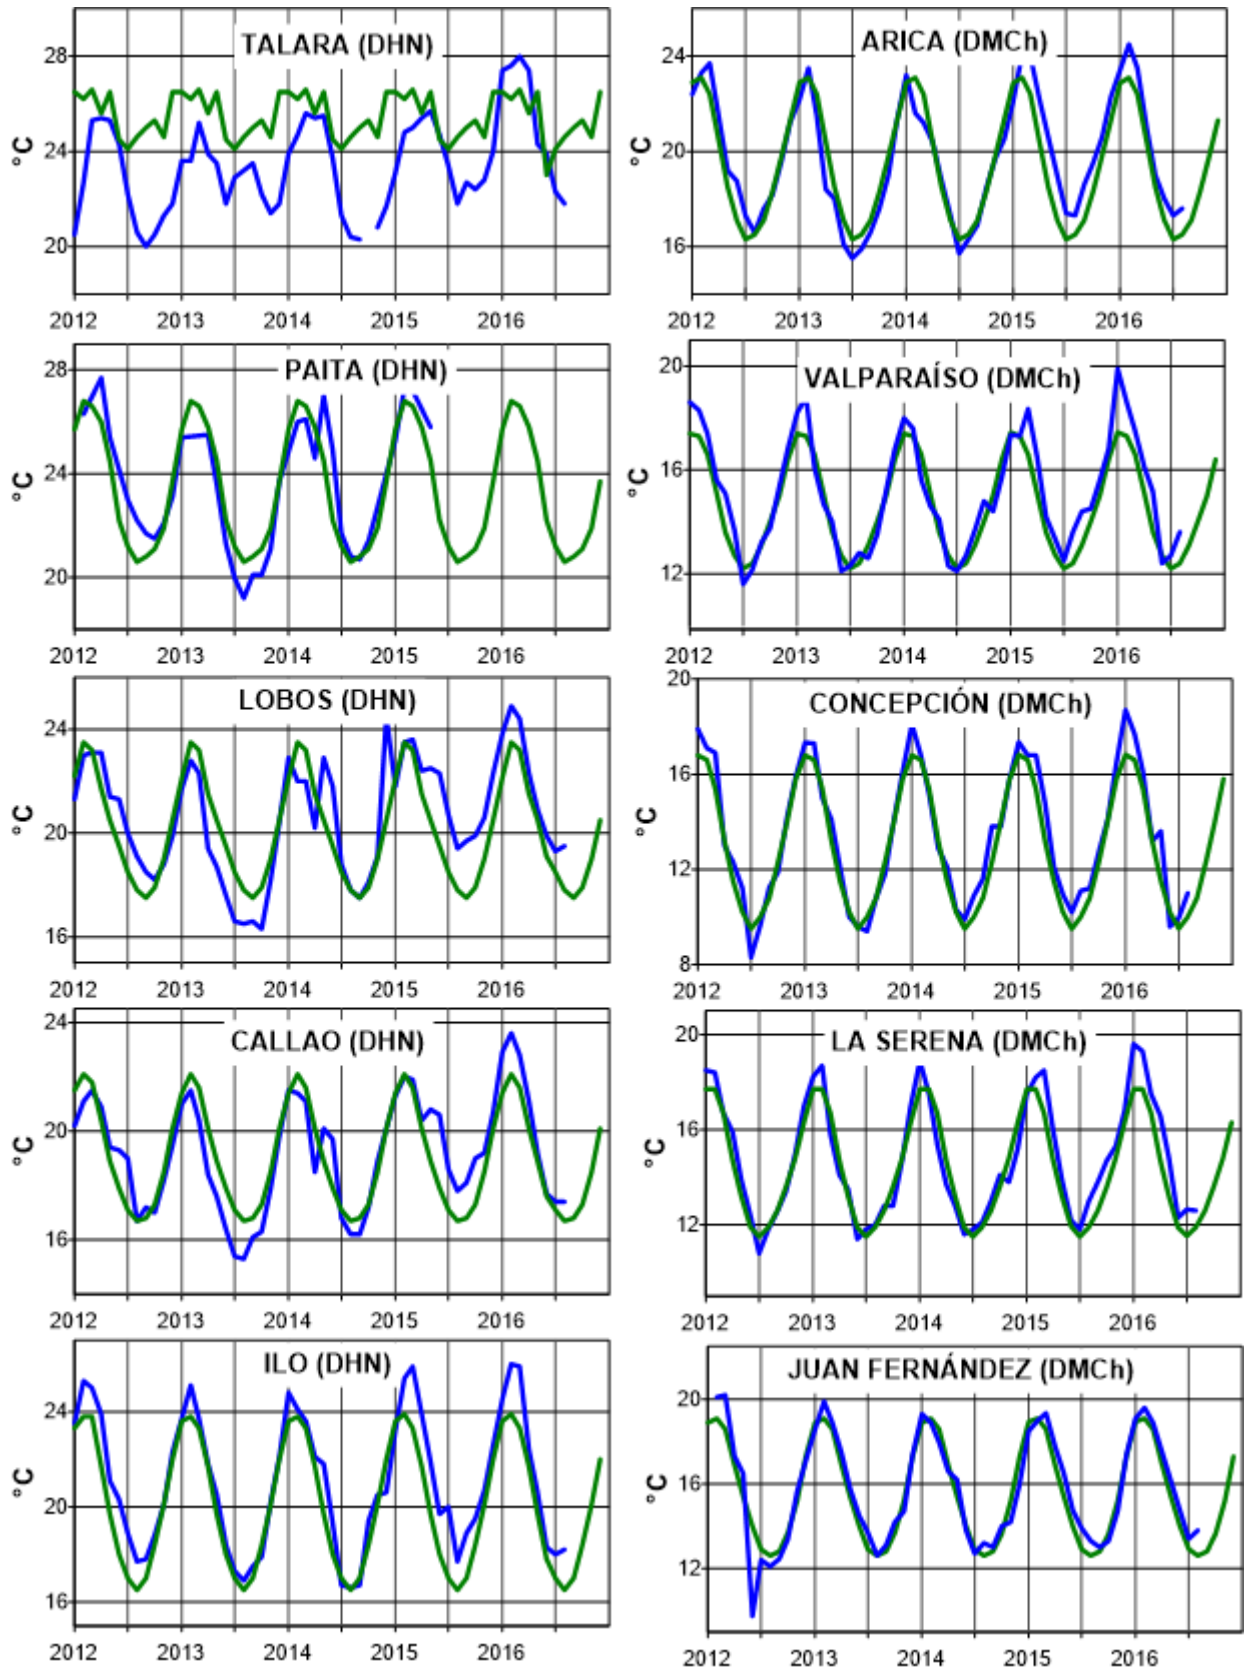 TALARA (DHN)
°C
28
24
20
2012 2013 2014 2015 2016
PAITA (DHN)
°C
28
24
20
2012 2013 2014 2015 2016
LOBOS (DHN)
°C
24
20
16
2012 2013 2014 2015 2016
CALLAO (DHN)
°C
24
20
16
2012 2013 2014 2015 2016
ILO (DHN)
°C
24
20
16
2012 2013 2014 2015 2016
ARICA (DMCh)
°C
24
20
16
2012 2013 2014 2015 2016
VALPARAÍSO (DMCh)
°C
20
16
12
2012 2013 2014 2015 2016
CONCEPCIÓN (DMCh)
°C
20
16
12
8
2012 2013 2014 2015 2016
LA SERENA (DMCh)
°C
20
16
12
2012 2013 2014 2015 2016
JUAN FERNÁNDEZ (DMCh)
°C
20
16
12
2012 2013 2014 2015 2016